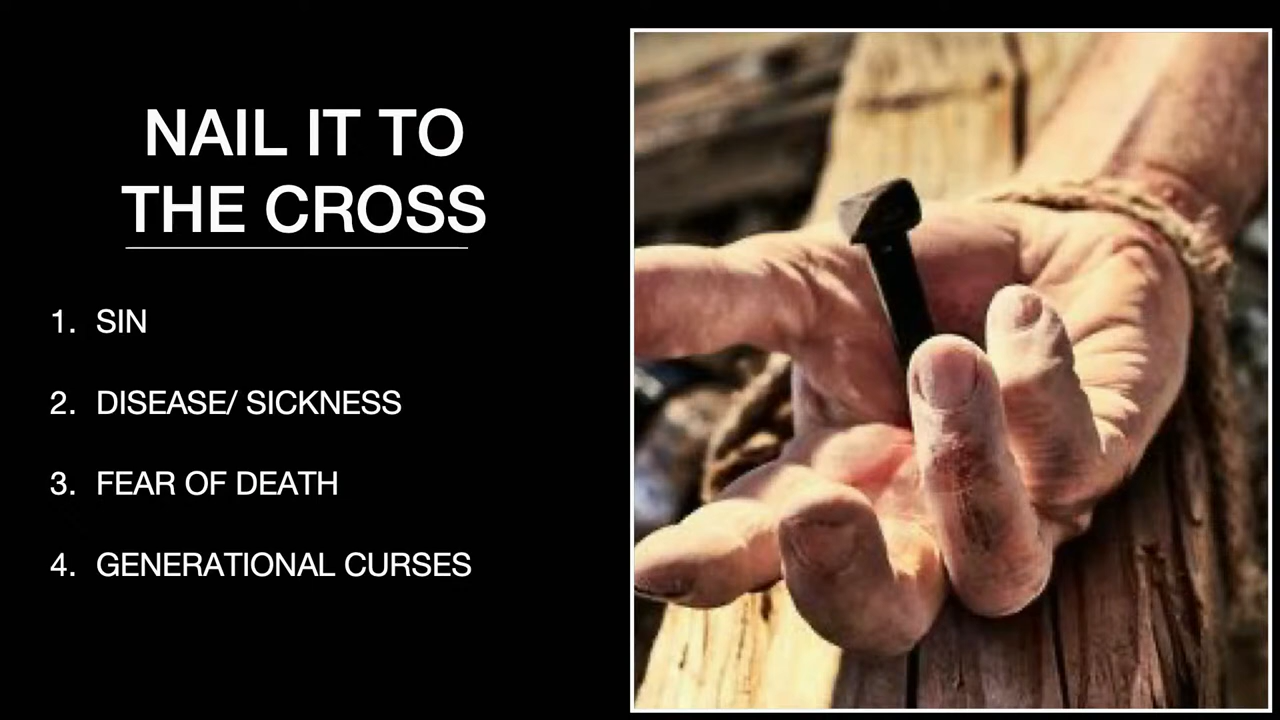 NAIL IT TO
THE CROSS
1. SIN
2. DISEASE/ SICKNESS
3. FEAR OF DEATH
4. GENERATIONAL CURSES